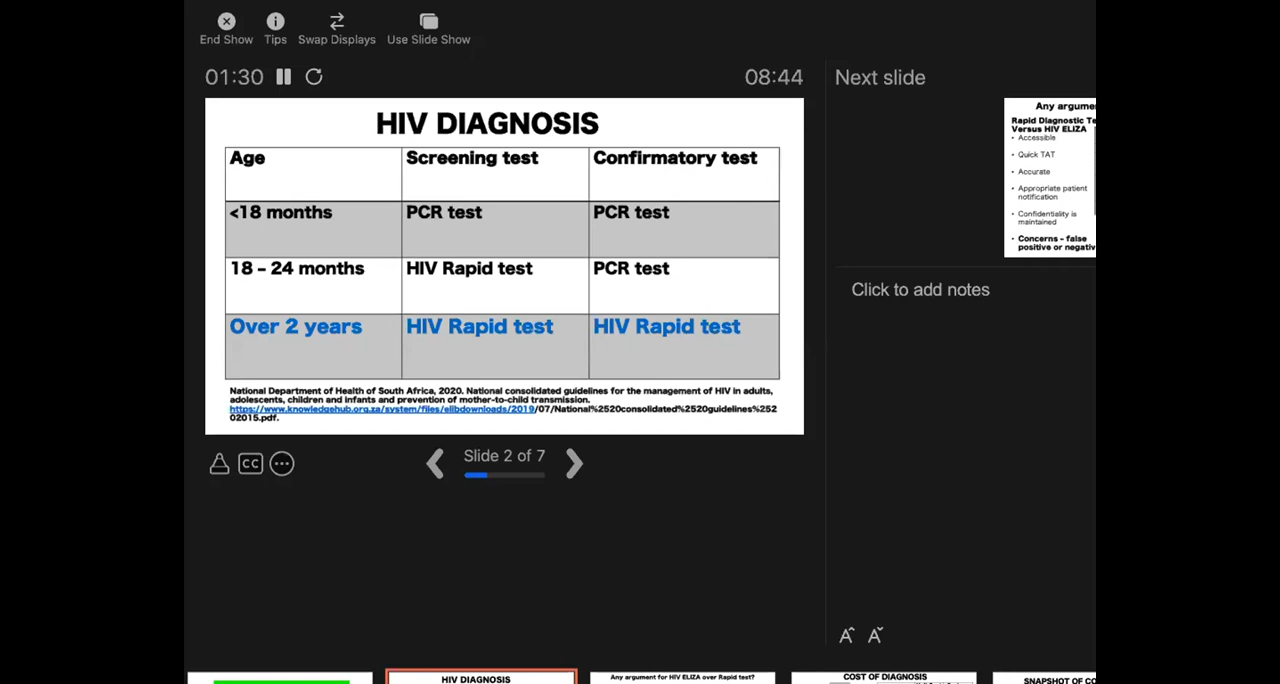 End Show
Tips
Swap Displays
Use Slide Show
01:30
08:44
Next slide
HIV DIAGNOSIS
Age
Screening test
Confirmatory test
<18 months
PCR test
PCR test
18 – 24 months
HIV Rapid test
PCR test
Over 2 years
HIV Rapid test
HIV Rapid test
National Department of Health of South Africa, 2020. National consolidated guidelines for the management of HIV in adults,
adolescents, children and infants and prevention of mother-to-child transmission.
https://www.knowledgehub.org.za/system/files/elibdownloads/2019/07/National%2520consolidated%2520guidelines%252
02015.pdf.
Any argume
Rapid Diagnostic Te
Versus HIV ELIZA
• Accessible
• Quick TAT
• Accurate
• Appropriate patient
notification
• Confidentiality is
maintained
• Concerns – false
positive or negativ
Click to add notes
CC
Slide 2 of 7
A A
HIV DIAGNOSIS
Any argument for HIV ELIZA over Rapid test?
COST OF DIAGNOSIS
SNAPSHOT OF CO